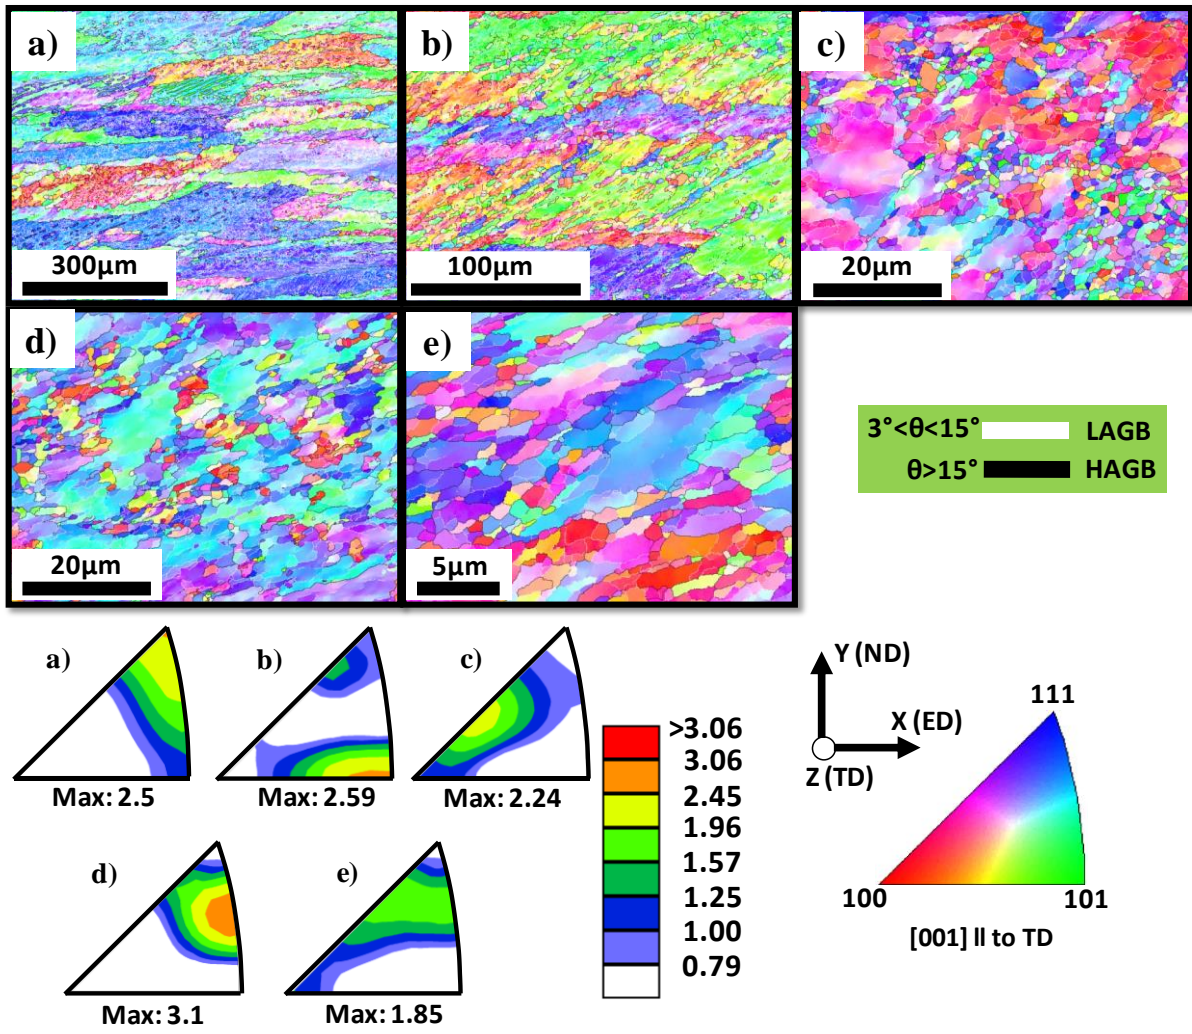 a)
b)
c)
300μm
100μm
20μm
d)
e)
3°<θ<15° LAGB
θ>15° HAGB
20μm
5μm
a)
b)
c)
Y (ND)
X (ED)
Z (TD)
111
>3.06
3.06
2.45
1.96
1.57
1.25
1.00
0.79
Max: 2.5
Max: 2.59
Max: 2.24
d)
e)
100
101
[001] ll to TD
Max: 3.1
Max: 1.85